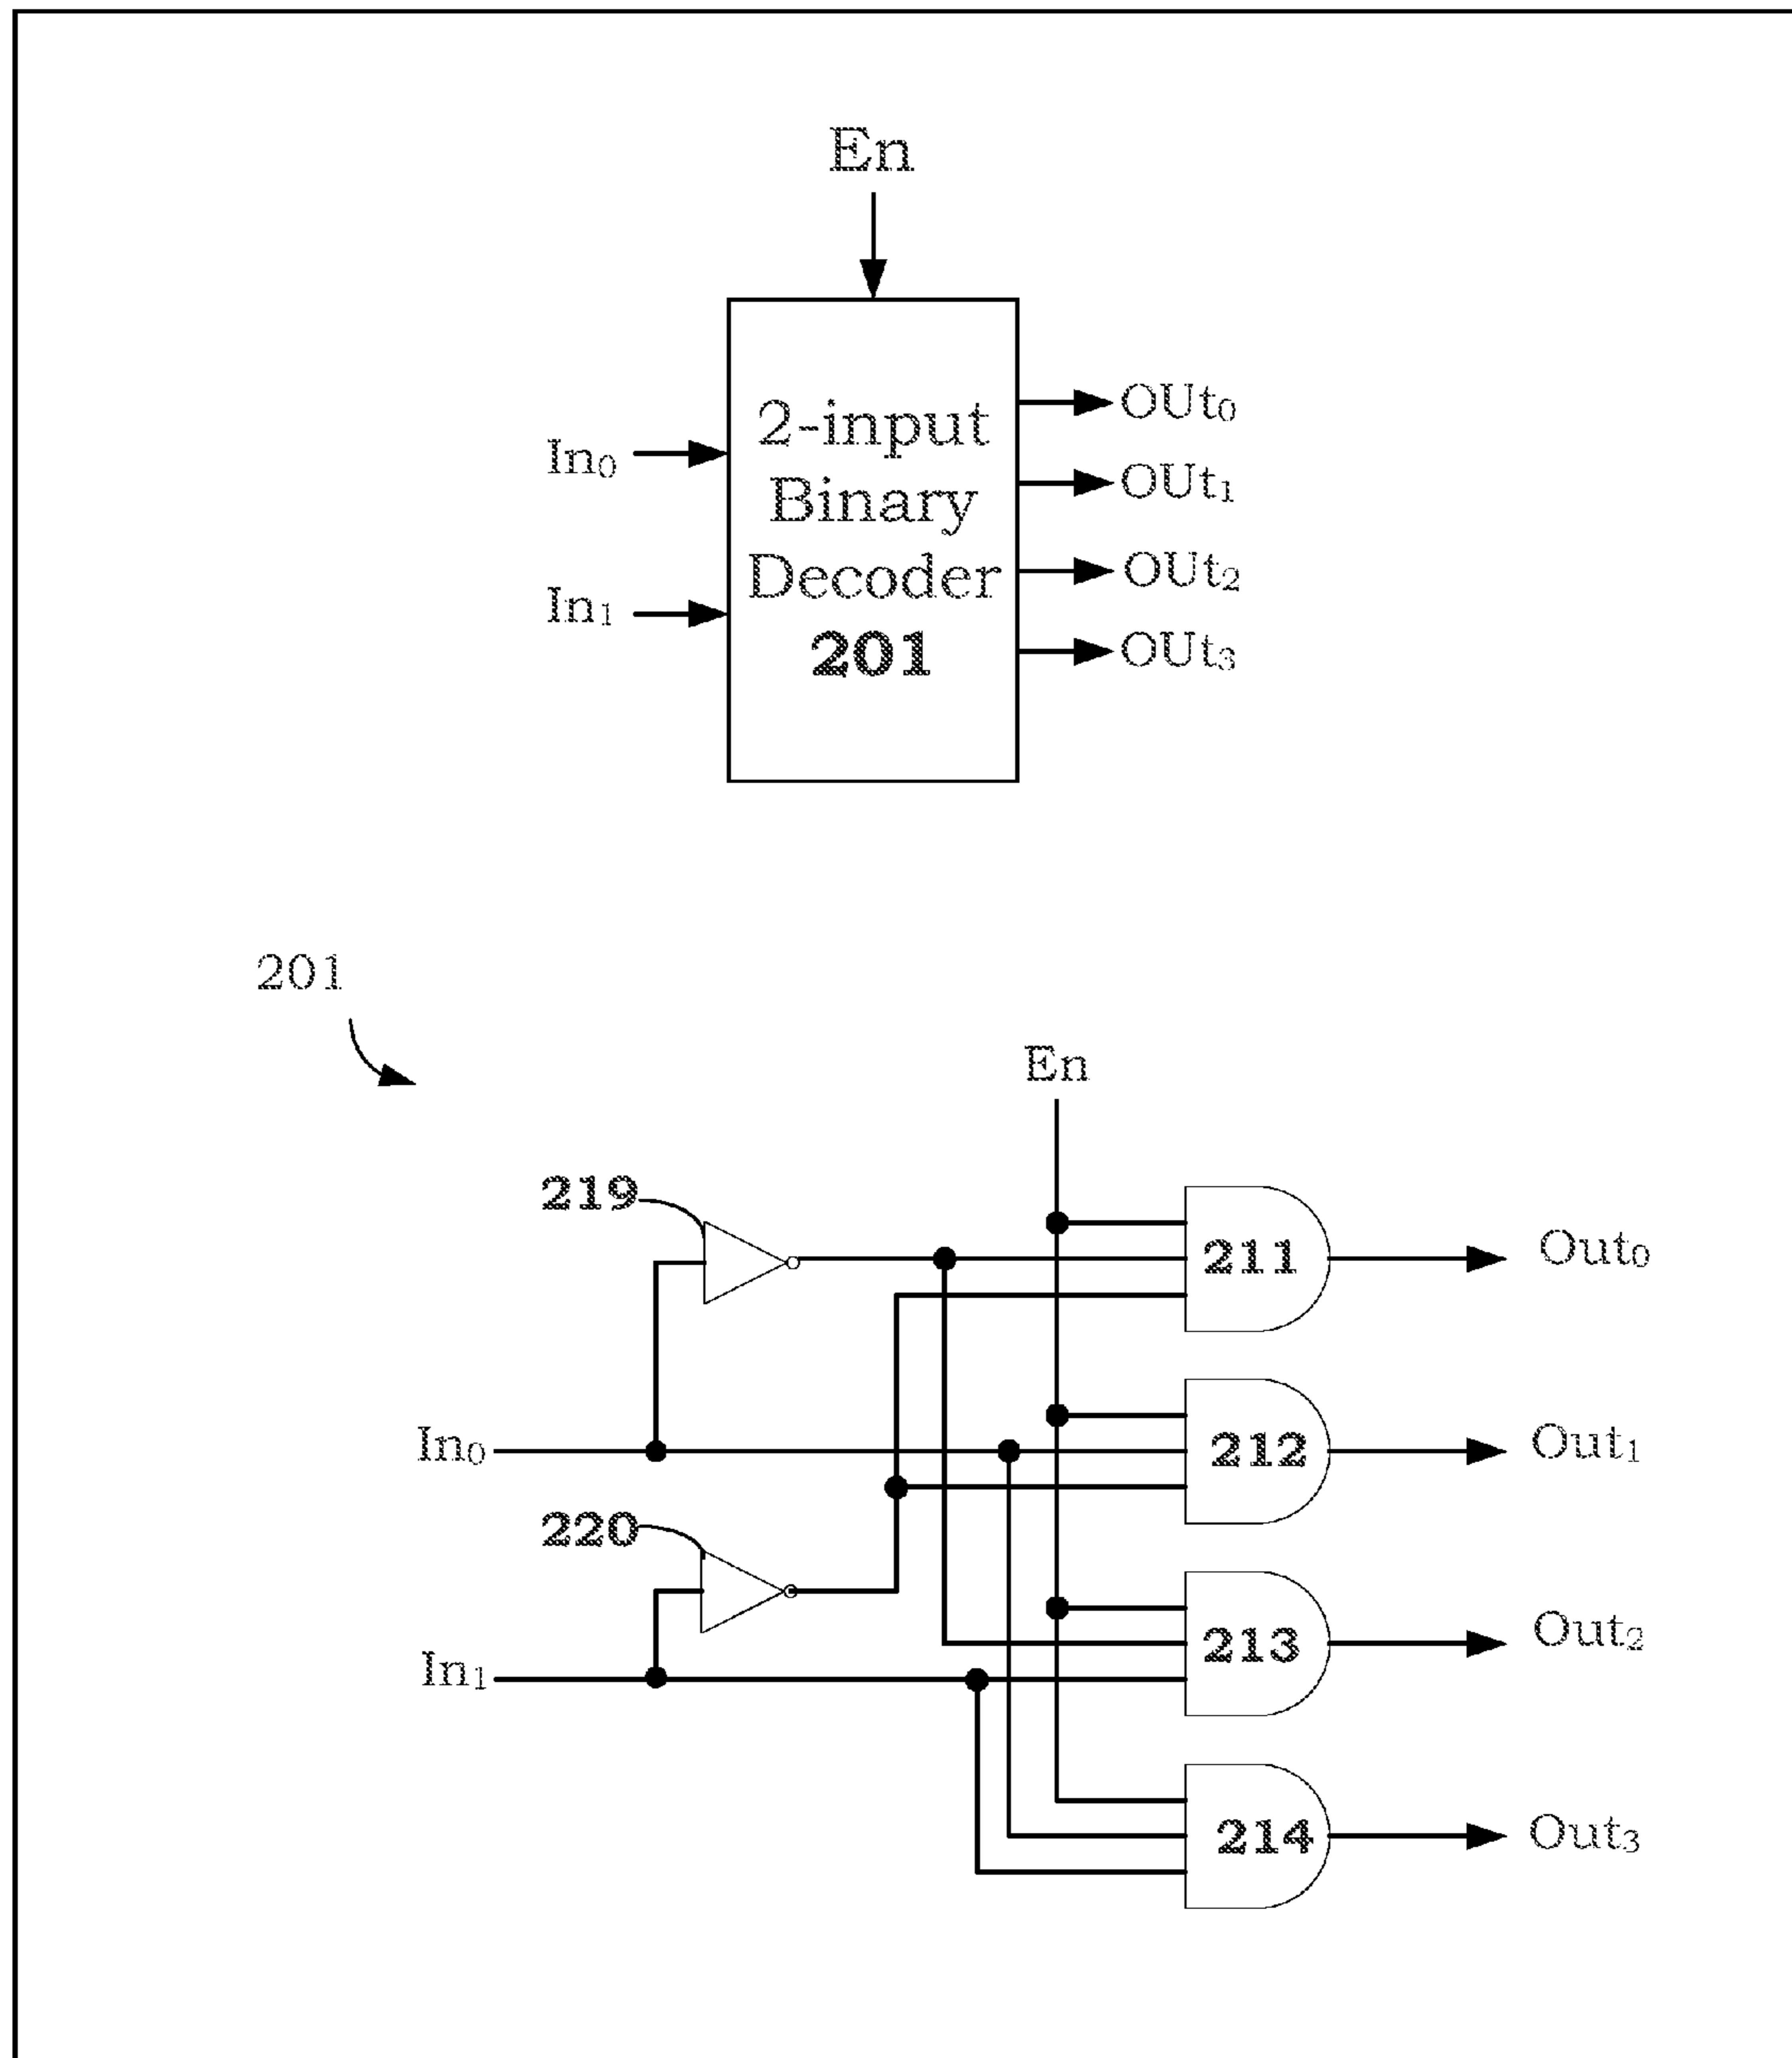 En
2-input
Binary
Decoder
201
In₀
In₁
OUt₀
OUt₁
OUt₂
OUt₃
201
En
219
211
Out₀
In₀
212
Out₁
220
213
Out₂
In₁
214
Out₃